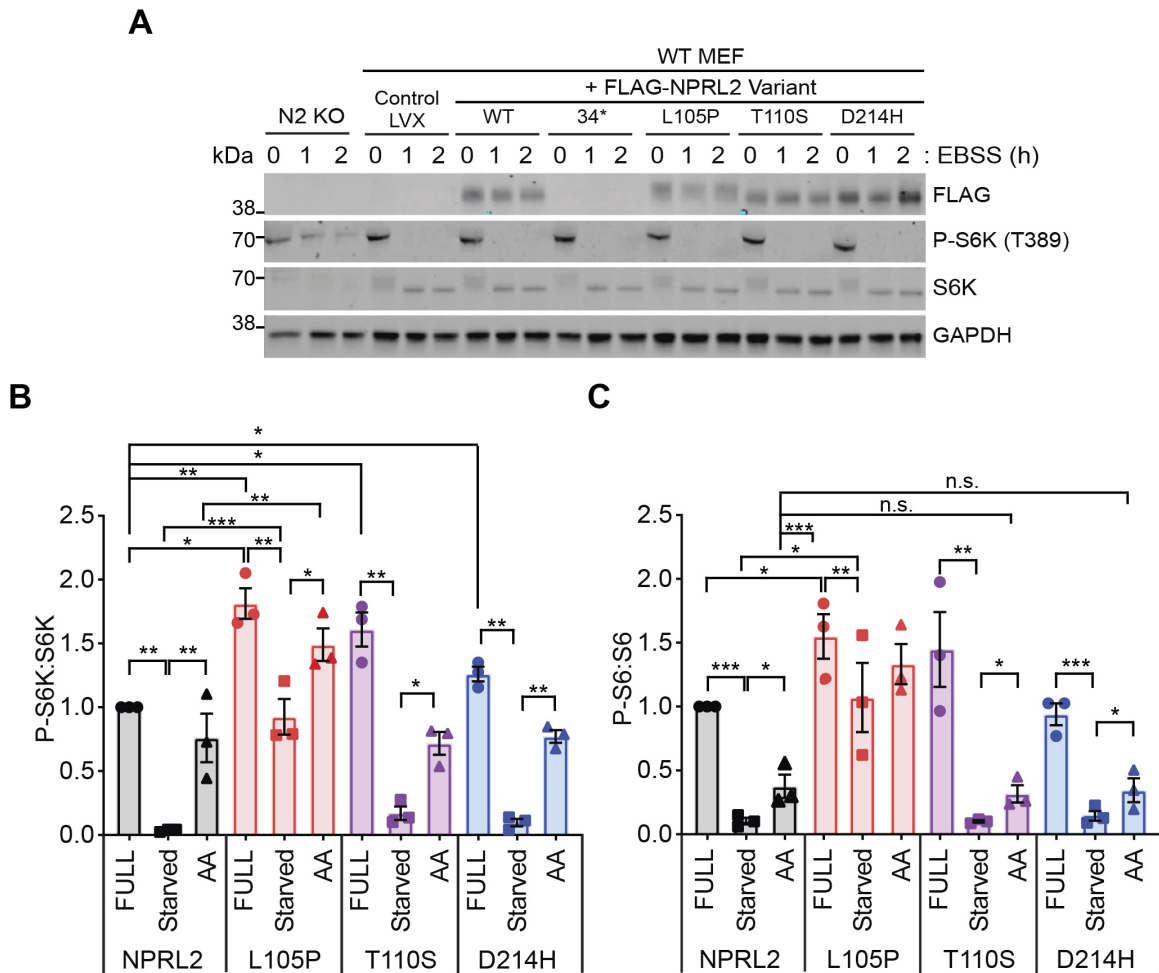 A
WT MEF
+ FLAG-NPRL2 Variant
N2 KO
Control
LVX
WT 34* L105P T110S D214H
kDa 0 1 2 0 1 2 0 1 2 0 1 2 0 1 2 0 1 2 0 1 2 : EBSS (h)
38 FLAG
70 P-S6K (T389)
70 S6K
38 GAPDH
B
P-S6K:S6K
2.5
2.0
1.5
1.0
0.5
0.0
*
*
**
**
***
* ** ** **
*
** ** * **
FULL Starved AA FULL Starved AA FULL Starved AA FULL Starved AA
NPRL2 L105P T110S D214H
C
P-S6:S6
2.5
2.0
1.5
1.0
0.5
0.0
n.s.
n.s.
***
*
* ** **
*** * * *** *
FULL Starved AA FULL Starved AA FULL Starved AA FULL Starved AA
NPRL2 L105P T110S D214H